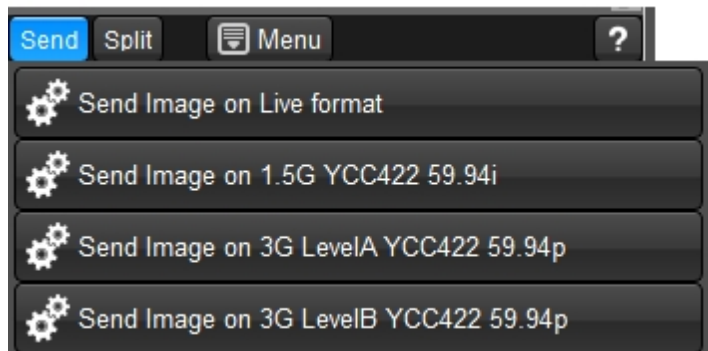 Send Split Menu ?
Send Image on Live format
Send Image on 1.5G YCC422 59.94i
Send Image on 3G LevelA YCC422 59.94p
Send Image on 3G LevelB YCC422 59.94p